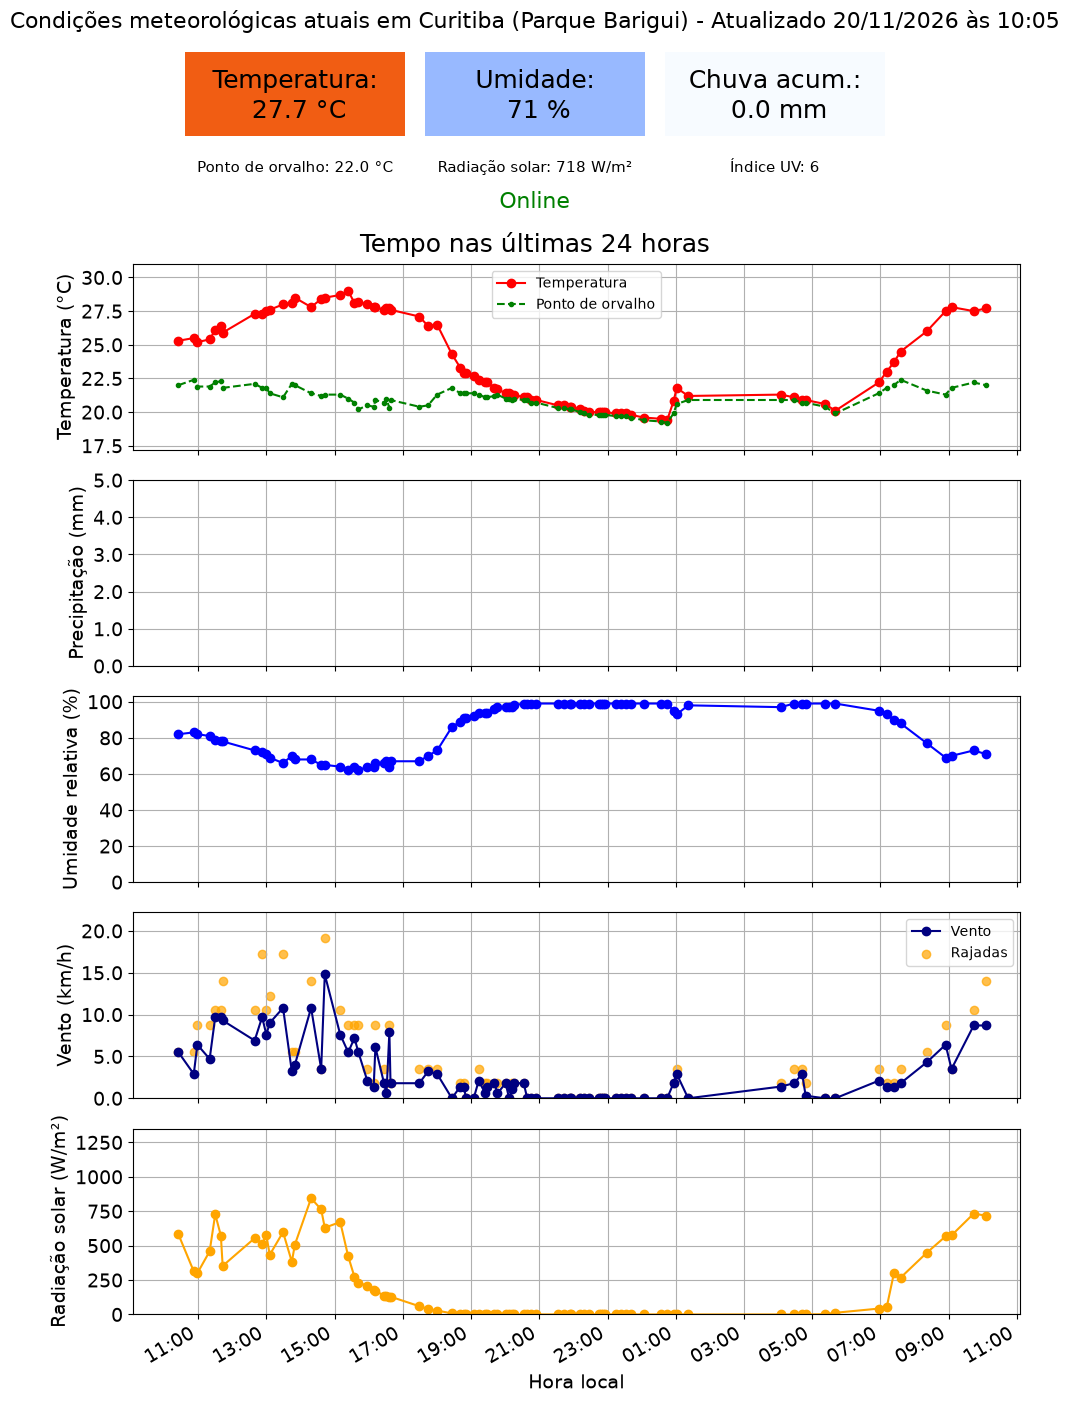 Condições meteorológicas atuais em Curitiba (Parque Barigui) - Atualizado 20/11/2026 às 10:05
Temperatura:
27.7 °C
Umidade:
71 %
Chuva acum.:
0.0 mm
Ponto de orvalho: 22.0 °C
Radiação solar: 718 W/m²
Índice UV: 6
Online
Tempo nas últimas 24 horas
Temperatura (°C)
30.0
27.5
25.0
22.5
20.0
17.5
Temperatura
Ponto de orvalho
Precipitação (mm)
5.0
4.0
3.0
2.0
1.0
0.0
Umidade relativa (%)
100
80
60
40
20
0
Vento (km/h)
20.0
15.0
10.0
5.0
0.0
Vento
Rajadas
Radiação solar (W/m²)
1250
1000
750
500
250
0
11:00
13:00
15:00
17:00
19:00
21:00
23:00
01:00
03:00
05:00
07:00
09:00
11:00
Hora local